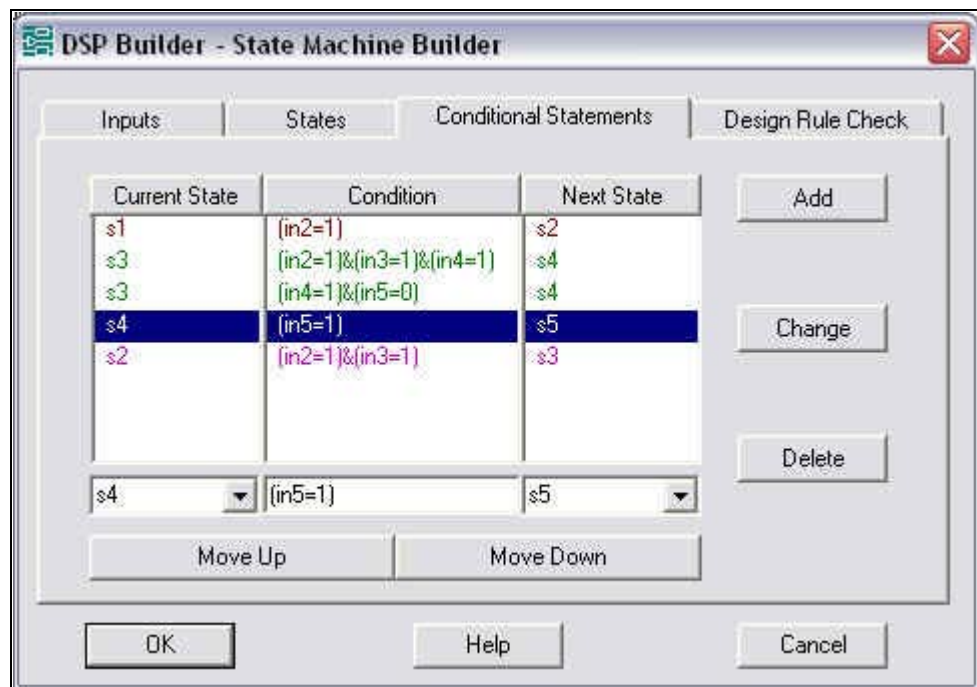 DSP Builder - State Machine Builder
Inputs States Conditional Statements Design Rule Check
Current State Condition Next State
s1 (in2=1) s2
s3 (in2=1)&(in3=1)&(in4=1) s4
s3 (in4=1)&(in5=0) s4
s4 (in5=1) s5
s2 (in2=1)&(in3=1) s3
s4 (in5=1) s5
Move Up Move Down
Add
Change
Delete
OK Help Cancel